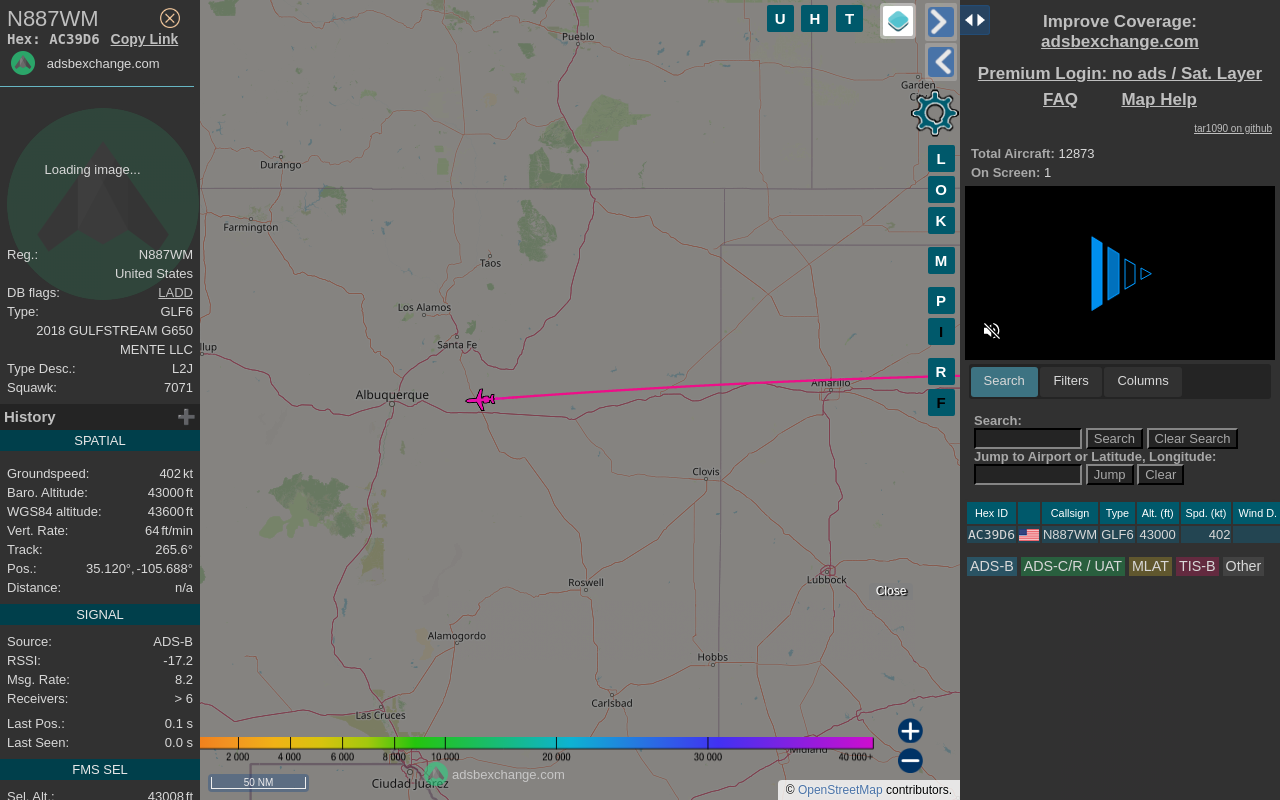 N887WM
Hex: AC39D6 Copy Link
adsbexchange.com
Loading image...
Reg.: N887WM
United States
DB flags: LADD
Type: GLF6
2018 GULFSTREAM G650
MENTE LLC
Type Desc.: L2J
Squawk: 7071
History
SPATIAL
Groundspeed: 402 kt
Baro. Altitude: 43000 ft
WGS84 altitude: 43600 ft
Vert. Rate: 64 ft/min
Track: 265.6°
Pos.: 35.120°, -105.688°
Distance: n/a
SIGNAL
Source: ADS-B
RSSI: -17.2
Msg. Rate: 8.2
Receivers: > 6
Last Pos.: 0.1 s
Last Seen: 0.0 s
FMS SEL
Sel. Alt.: 43008 ft
U H T
Pueblo
Garden
Durango
Farmington
Taos
Los Alamos
Santa Fe
llup
Albuquerque
Amarillo
Clovis
Roswell
Lubbock
Close
Alamogordo
Hobbs
Carlsbad
Las Cruces
Midland
Ciudad Juárez
L
O
K
M
P
I
R
F
2 000 4 000 6 000 8 000 10 000 20 000 30 000 40 000+
50 NM
adsbexchange.com
© OpenStreetMap contributors.
Improve Coverage:
adsbexchange.com
Premium Login: no ads / Sat. Layer
FAQ Map Help
tar1090 on github
Total Aircraft: 12873
On Screen: 1
Search Filters Columns
Search:
Search Clear Search
Jump to Airport or Latitude, Longitude:
Jump Clear
Hex ID Callsign Type Alt. (ft) Spd. (kt) Wind D.
AC39D6 N887WM GLF6 43000 402
ADS-B ADS-C/R / UAT MLAT TIS-B Other